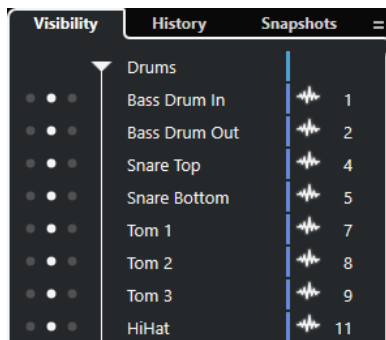 Visibility History Snapshots
Drums
Bass Drum In 1
Bass Drum Out 2
Snare Top 4
Snare Bottom 5
Tom 1 7
Tom 2 8
Tom 3 9
HiHat 11